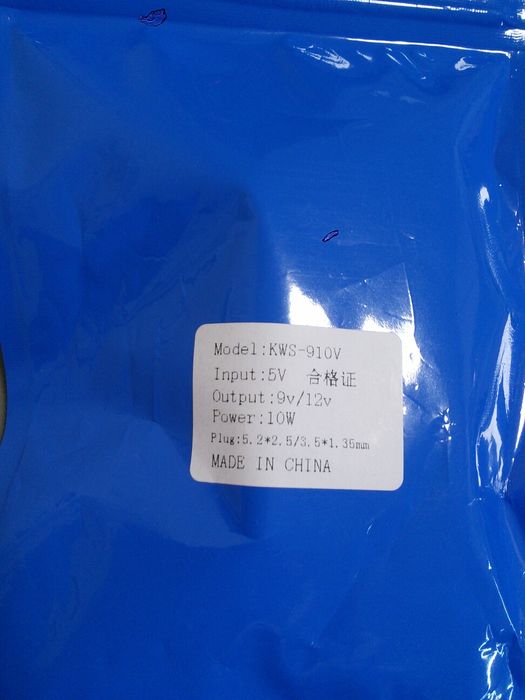 Model:KWS-910V
Input:5V 合格证
Output:9v/12v
Power:10W
Plug:5.2*2.5/3.5*1.35mm
MADE IN CHINA